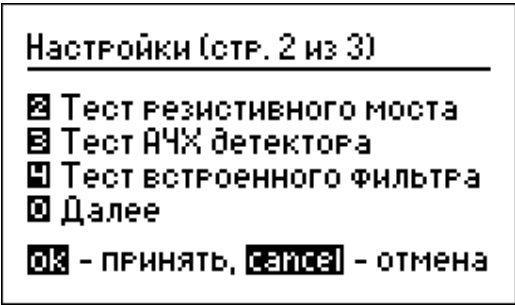 Настройки (стр. 2 из 3)
2 Тест резистивного моста
3 Тест АЧХ детектора
4 Тест встроенного фильтра
0 Далее
ok - принять, cancel - отмена